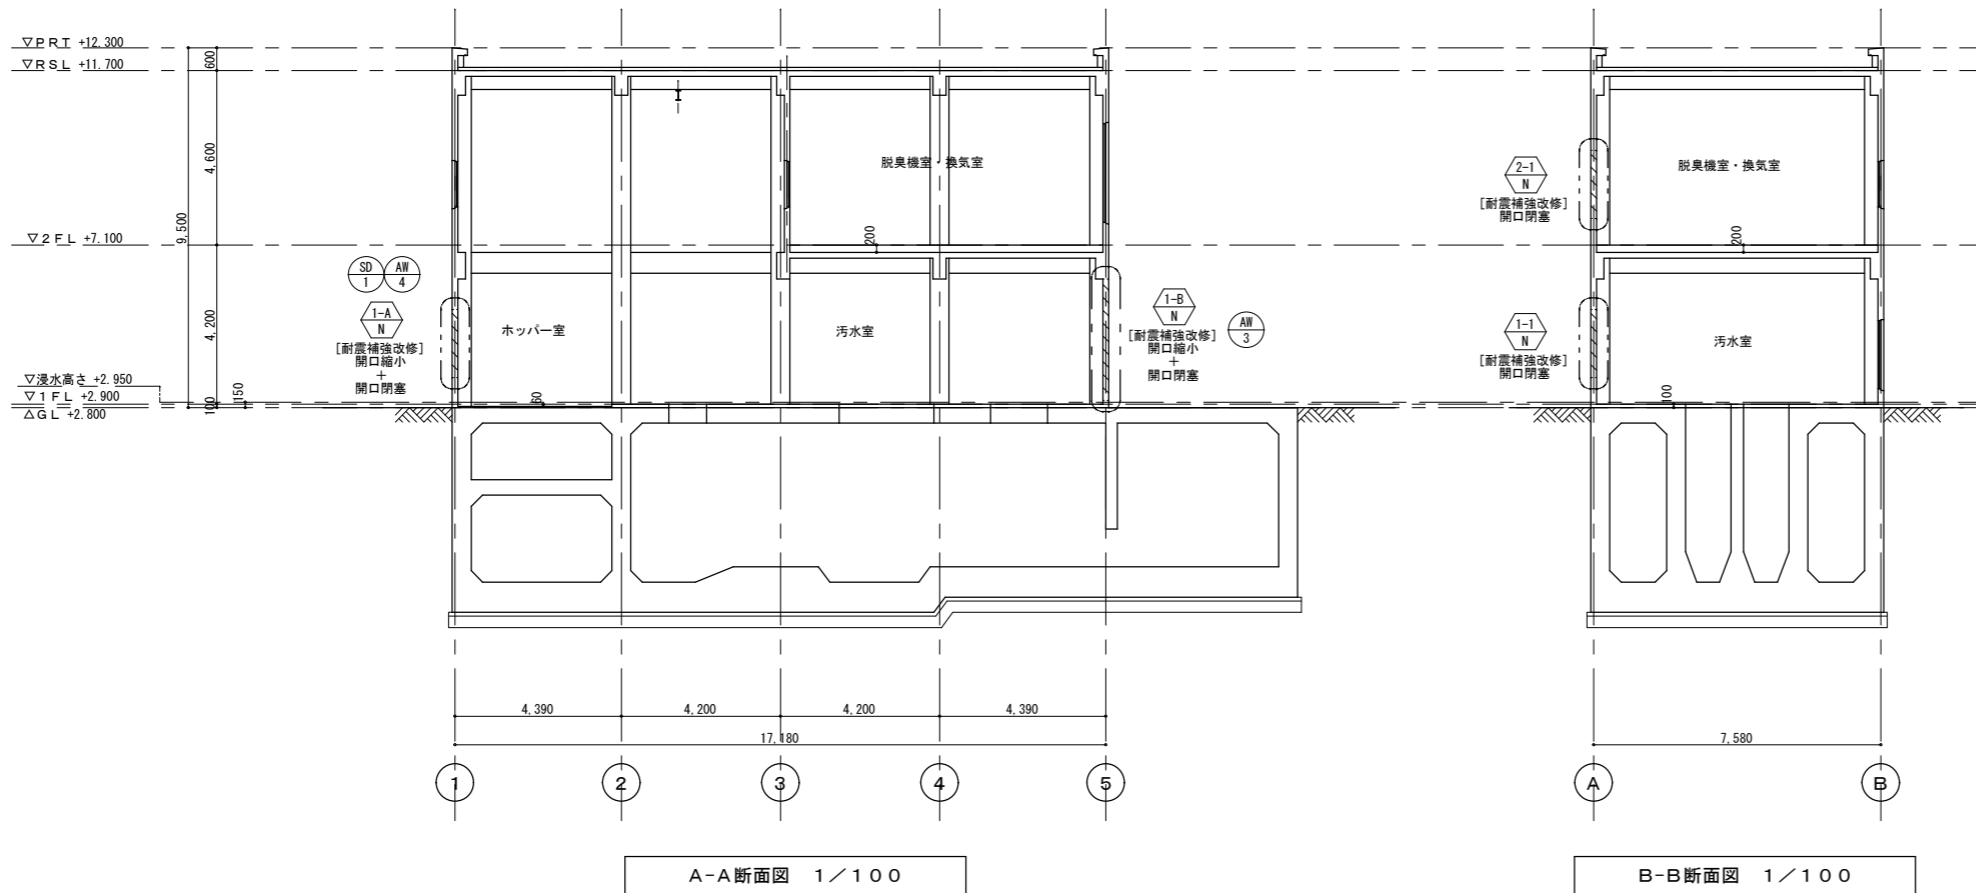 ▽PRT +12.300
▽RSL +11.700
▽2FL +7.100
▽浸水高さ +2.950
▽1FL +2.900
△GL +2.800
600
4,600
9,500
4,200
150
100
脱臭機室・換気室
200
SD
1
AW
4
1-A
N
[耐震補強改修]
開口縮小
+
開口閉塞
ホッパー室
60
汚水室
1-B
N
[耐震補強改修]
開口縮小
+
開口閉塞
AW
3
4,390
4,200
4,200
4,390
17,180
1
2
3
4
5
A-A断面図 1/100
2-1
N
[耐震補強改修]
開口閉塞
脱臭機室・換気室
200
1-1
N
[耐震補強改修]
開口閉塞
汚水室
100
7,580
A
B
B-B断面図 1/100